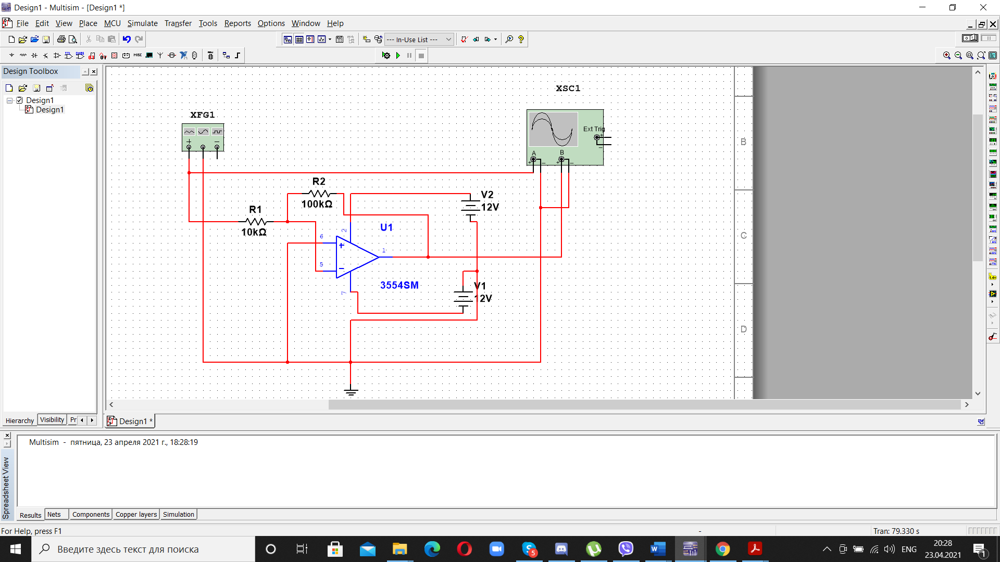 Design1 - Multisim - [Design1 *]
File Edit View Place MCU Simulate Transfer Tools Reports Options Window Help
--- In-Use List ---
MISC
Design Toolbox
Design1
Design1
XFG1
+ −
XSC1
Ext Trig
+
−
A B
+ − + −
R2
100kΩ
R1
10kΩ
V2
12V
U1
2
6
+
1
5
−
7
3554SM
V1
12V
B
C
D
Hierarchy Visibility Pr
Design1 *
Multisim - пятница, 23 апреля 2021 г., 18:28:19
Spreadsheet View
Results Nets Components Copper layers Simulation
For Help, press F1
-
Tran: 79.330 s
Введите здесь текст для поиска
5
ENG
20:28
23.04.2021
1